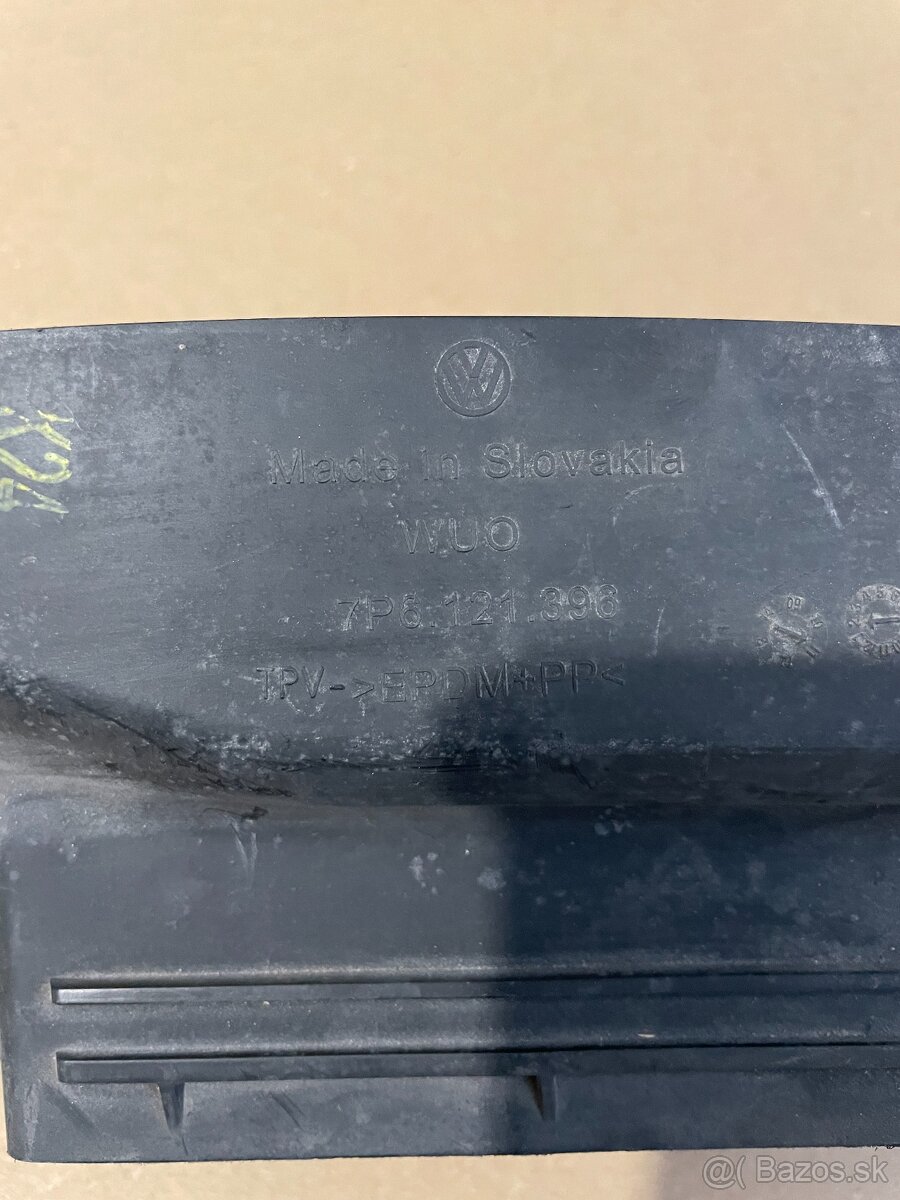 Made in Slovakia
WUO
7P6.121.396
TPV->EPDM+PP<
@( Bazos.sk